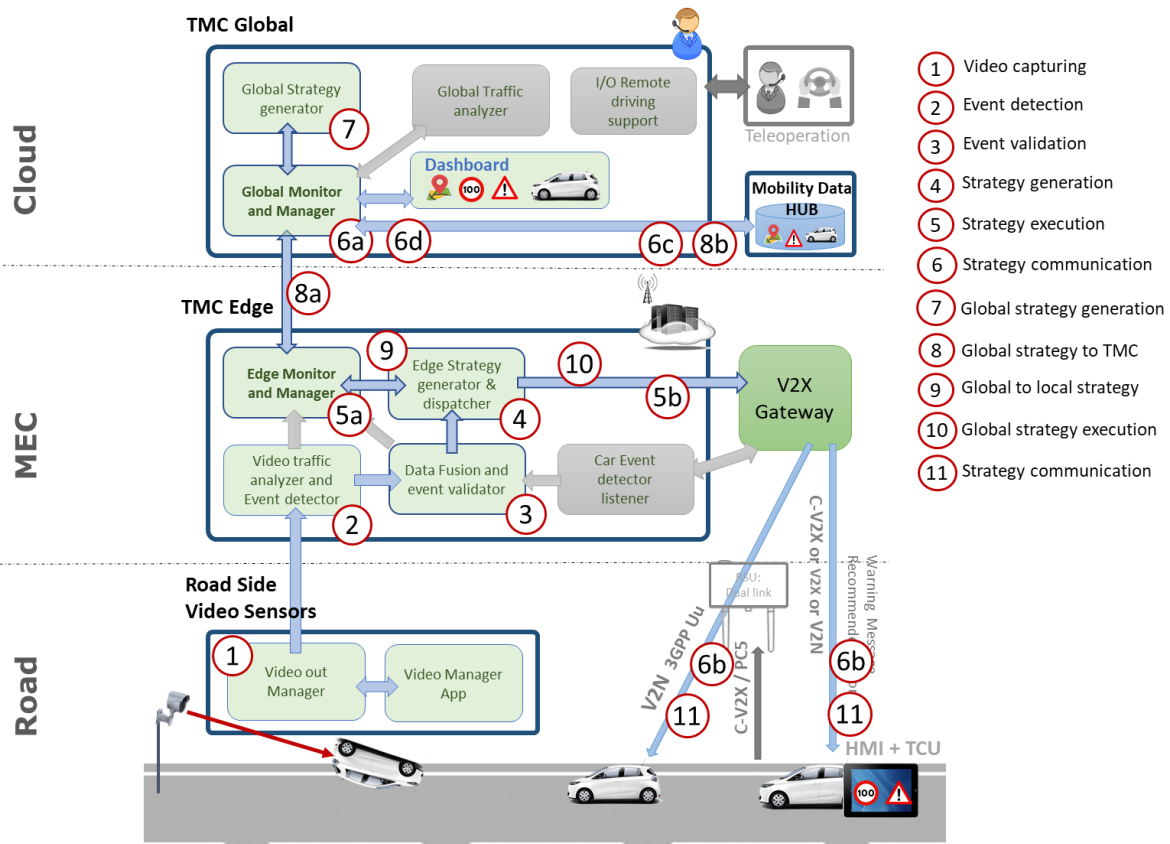 TMC Global
Cloud
Global Strategy
generator
7
Global Traffic
analyzer
I/O Remote
driving
support
Teleoperation
Global Monitor
and Manager
Dashboard
100
Mobility Data
HUB
6a
6d
6c
8b
8a
MEC
TMC Edge
Edge Monitor
and Manager
9
Edge Strategy
generator &
dispatcher
10
5a
4
5b
V2X
Gateway
Video traffic
analyzer and
Event detector
2
Data Fusion and
event validator
3
Car Event
detector
listener
Road
Road Side
Video Sensors
1
Video out
Manager
Video Manager
App
RSU:
Dual link
V2N 3GPP Uu
6b
11
C-V2X / PC5
C-V2X or V2X or V2N
Warning Message
6b
11
HMI + TCU
100
1 Video capturing
2 Event detection
3 Event validation
4 Strategy generation
5 Strategy execution
6 Strategy communication
7 Global strategy generation
8 Global strategy to TMC
9 Global to local strategy
10 Global strategy execution
11 Strategy communication